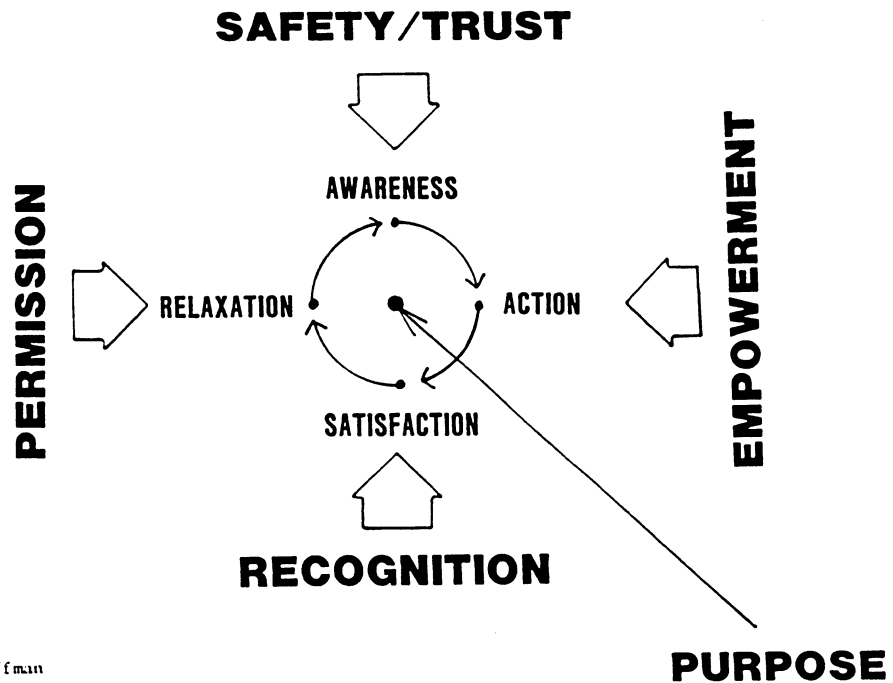 SAFETY/TRUST
AWARENESS
PERMISSION
RELAXATION
ACTION
EMPOWERMENT
SATISFACTION
RECOGNITION
PURPOSE